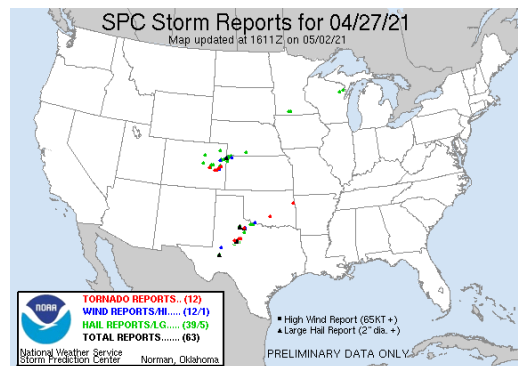 SPC Storm Reports for 04/27/21
Map updated at 1611Z on 05/02/21
TORNADO REPORTS.. (12)
WIND REPORTS/HI..... (12/1)
HAIL REPORTS/LG..... (39/5)
TOTAL REPORTS....... (63)
NOAA
National Weather Service
Storm Prediction Center Norman, Oklahoma
High Wind Report (65KT +)
Large Hail Report (2" dia. +)
PRELIMINARY DATA ONLY